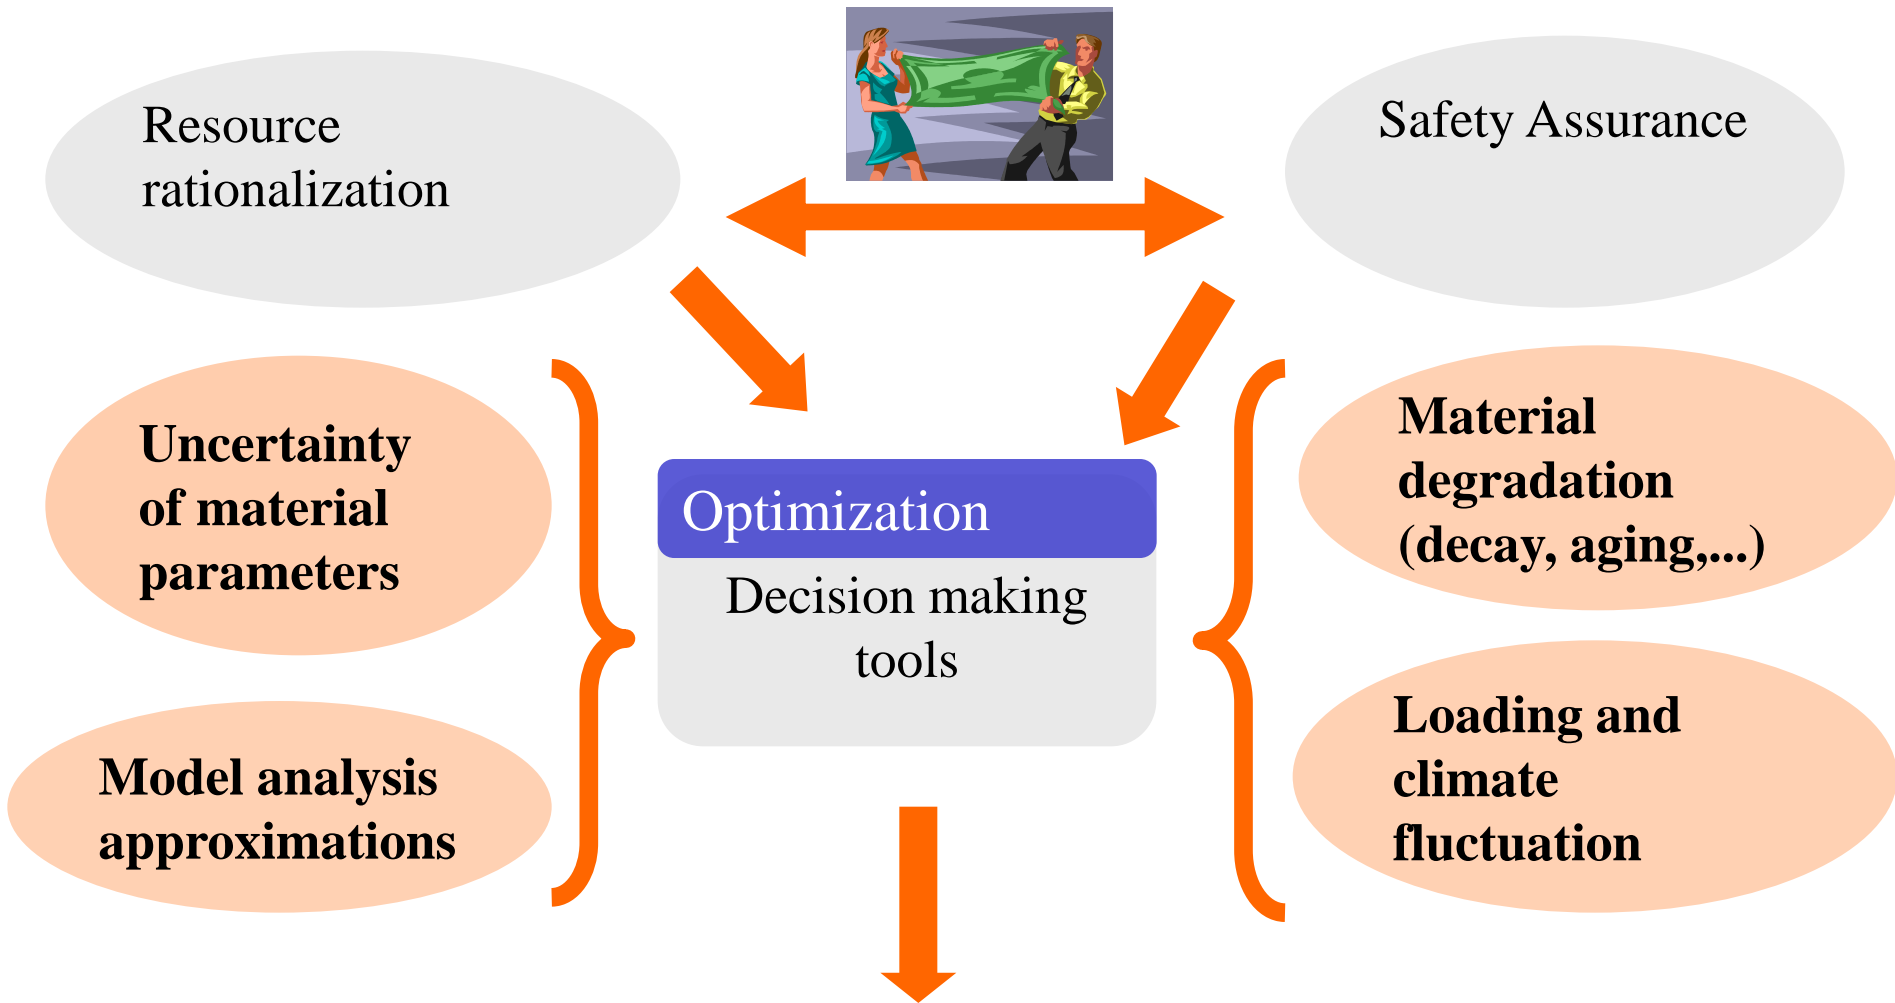 Resource
rationalization
Safety Assurance
Uncertainty
of material
parameters
Model analysis
approximations
Optimization
Decision making
tools
Material
degradation
(decay, aging,...)
Loading and
climate
fluctuation